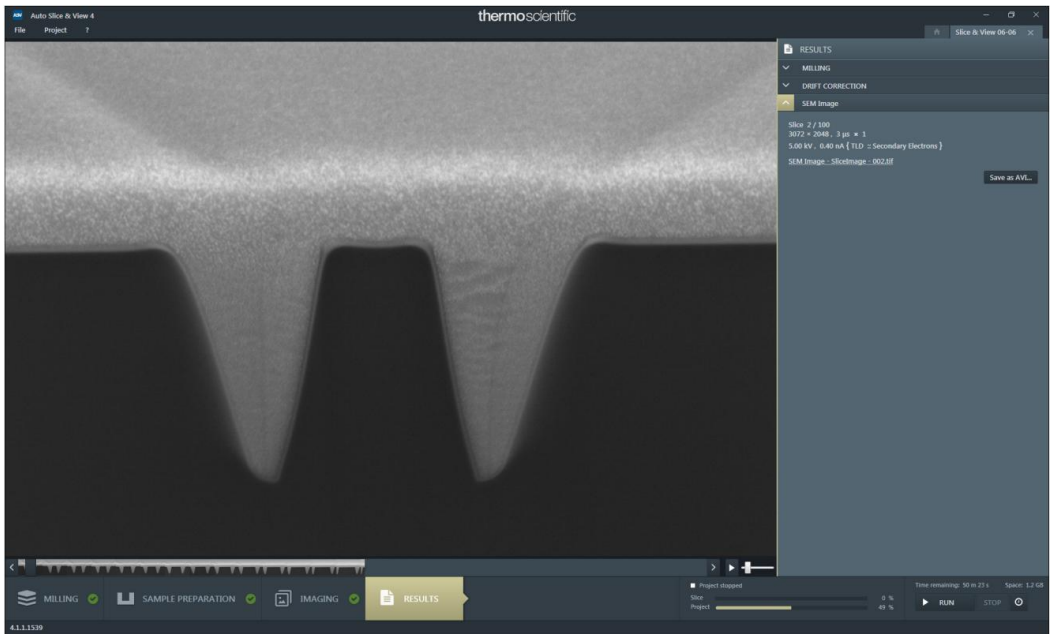 Auto Slice & View 4
thermoscientific
File Project ?
Slice & View 06-06
RESULTS
MILLING
DRIFT CORRECTION
SEM Image
Slice 2 / 100
3072 × 2048 , 3 µs ■ 1
5.00 kV , 0.40 nA { TLD :: Secondary Electrons }
SEM Image - SliceImage - 002.tif
Save as AVI...
MILLING
SAMPLE PREPARATION
IMAGING
RESULTS
Project stopped
Slice 0 %
Project 49 %
Time remaining: 50 m 23 s Space: 1.2 GB
RUN STOP
4.1.1.1539